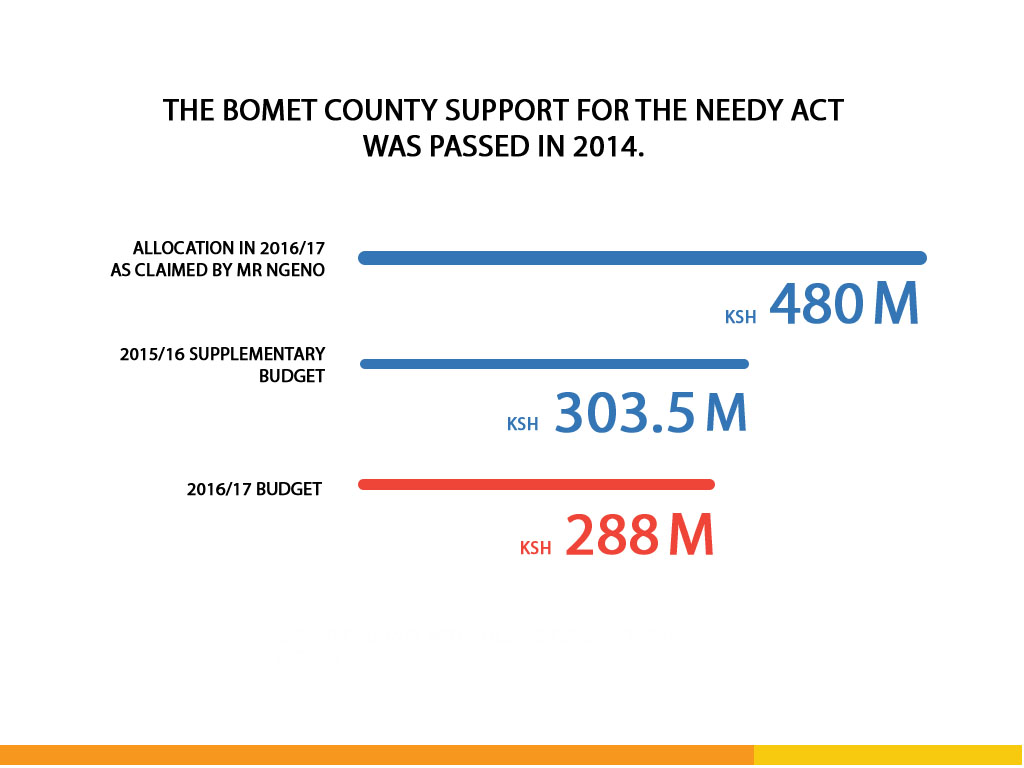 THE BOMET COUNTY SUPPORT FOR THE NEEDY ACT
WAS PASSED IN 2014.
ALLOCATION IN 2016/17
AS CLAIMED BY MR NGENO
KSH 480 M
2015/16 SUPPLEMENTARY
BUDGET
KSH 303.5 M
2016/17 BUDGET
KSH 288 M